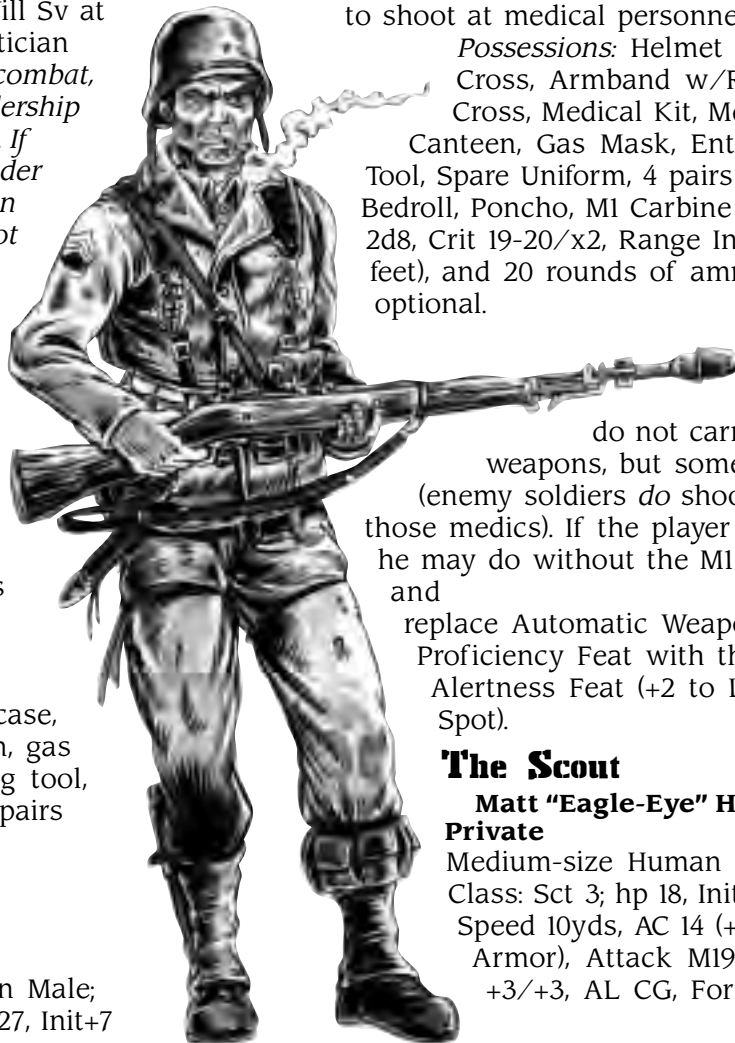 ill Sv at
tician
combat,
dership
If
der
n
ot
s
case,
n, gas
g tool,
pairs
n Male;
27, Init+7
to shoot at medical personne
Possessions: Helmet
Cross, Armband w/R
Cross, Medical Kit, Me
Canteen, Gas Mask, Ent
Tool, Spare Uniform, 4 pairs
Bedroll, Poncho, M1 Carbine
2d8, Crit 19-20/x2, Range In
feet), and 20 rounds of amm
optional.
do not carr
weapons, but some
(enemy soldiers do shoo
those medics). If the player
he may do without the M1
and
replace Automatic Weapo
Proficiency Feat with th
Alertness Feat (+2 to L
Spot).
The Scout
Matt “Eagle-Eye” H
Private
Medium-size Human
Class: Sct 3; hp 18, Init
Speed 10yds, AC 14 (+
Armor), Attack M19
+3/+3, AL CG, For